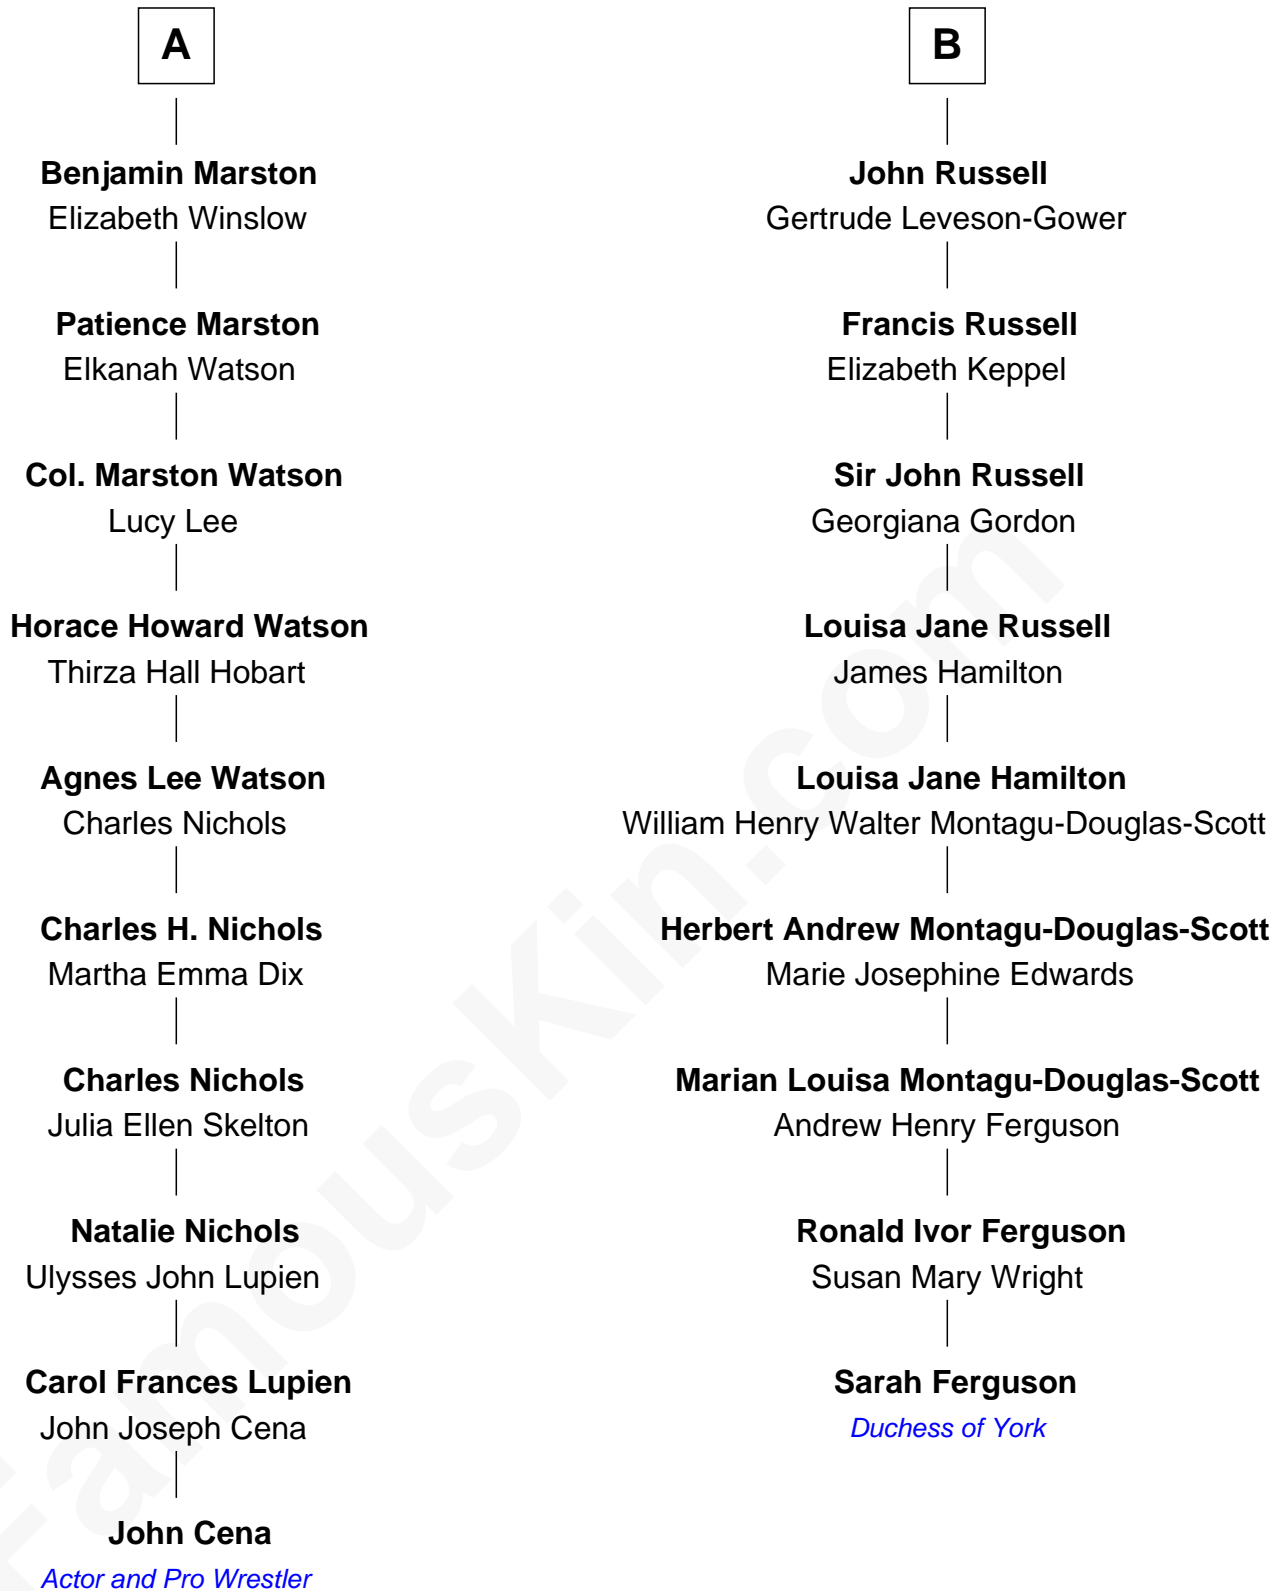 A
Benjamin Marston
Elizabeth Winslow
Patience Marston
Elkanah Watson
Col. Marston Watson
Lucy Lee
Horace Howard Watson
Thirza Hall Hobart
Agnes Lee Watson
Charles Nichols
Charles H. Nichols
Martha Emma Dix
Charles Nichols
Julia Ellen Skelton
Natalie Nichols
Ulysses John Lupien
Carol Frances Lupien
John Joseph Cena
John Cena
Actor and Pro Wrestler
B
John Russell
Gertrude Leveson-Gower
Francis Russell
Elizabeth Keppel
Sir John Russell
Georgiana Gordon
Louisa Jane Russell
James Hamilton
Louisa Jane Hamilton
William Henry Walter Montagu-Douglas-Scott
Herbert Andrew Montagu-Douglas-Scott
Marie Josephine Edwards
Marian Louisa Montagu-Douglas-Scott
Andrew Henry Ferguson
Ronald Ivor Ferguson
Susan Mary Wright
Sarah Ferguson
Duchess of York
FamousKin.com